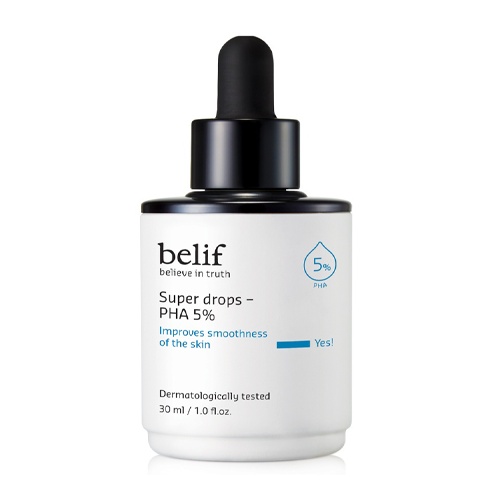 belif
believe in truth
5%
PHA
Super drops –
PHA 5%
Improves smoothness
of the skin
Yes!
Dermatologically tested
30 ml / 1.0 fl.oz.